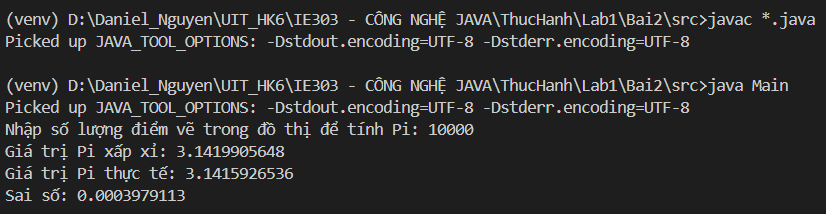 (venv) D:\Daniel_Nguyen\UIT_HK6\IE303 - CÔNG NGHỆ JAVA\ThucHanh\Lab1\Bai2\src>javac *.java
Picked up JAVA_TOOL_OPTIONS: -Dstdout.encoding=UTF-8 -Dstderr.encoding=UTF-8
(venv) D:\Daniel_Nguyen\UIT_HK6\IE303 - CÔNG NGHỆ JAVA\ThucHanh\Lab1\Bai2\src>java Main
Picked up JAVA_TOOL_OPTIONS: -Dstdout.encoding=UTF-8 -Dstderr.encoding=UTF-8
Nhập số lượng điểm vẽ trong đồ thị để tính Pi: 10000
Giá trị Pi xấp xỉ: 3.1419905648
Giá trị Pi thực tế: 3.1415926536
Sai số: 0.0003979113